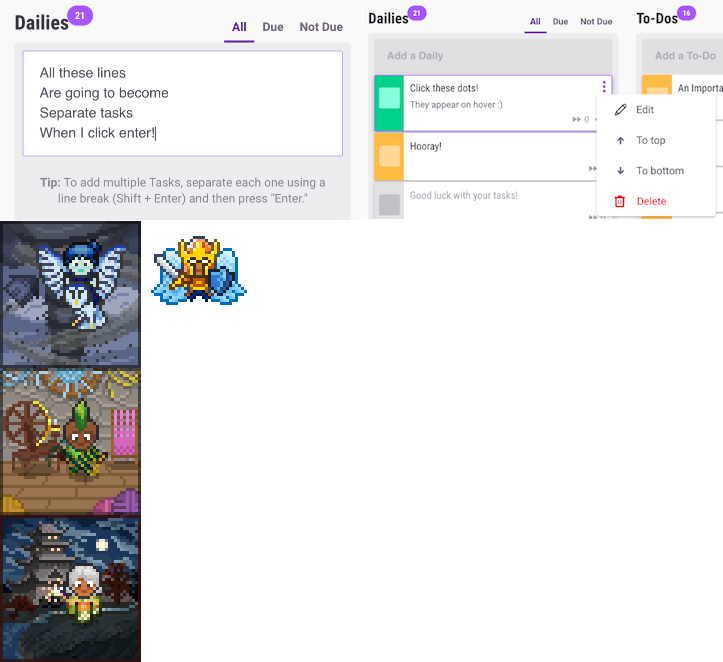 Dailies 21
All Due Not Due
All these lines
Are going to become
Separate tasks
When I click enter!
Tip: To add multiple Tasks, separate each one using a
line break (Shift + Enter) and then press "Enter."
Dailies 21
All Due Not Due
Add a Daily
Click these dots!
They appear on hover :)
0
Hooray!
Good luck with your tasks!
To-Dos 16
Add a To-Do
An Importa
Edit
To top
To bottom
Delete